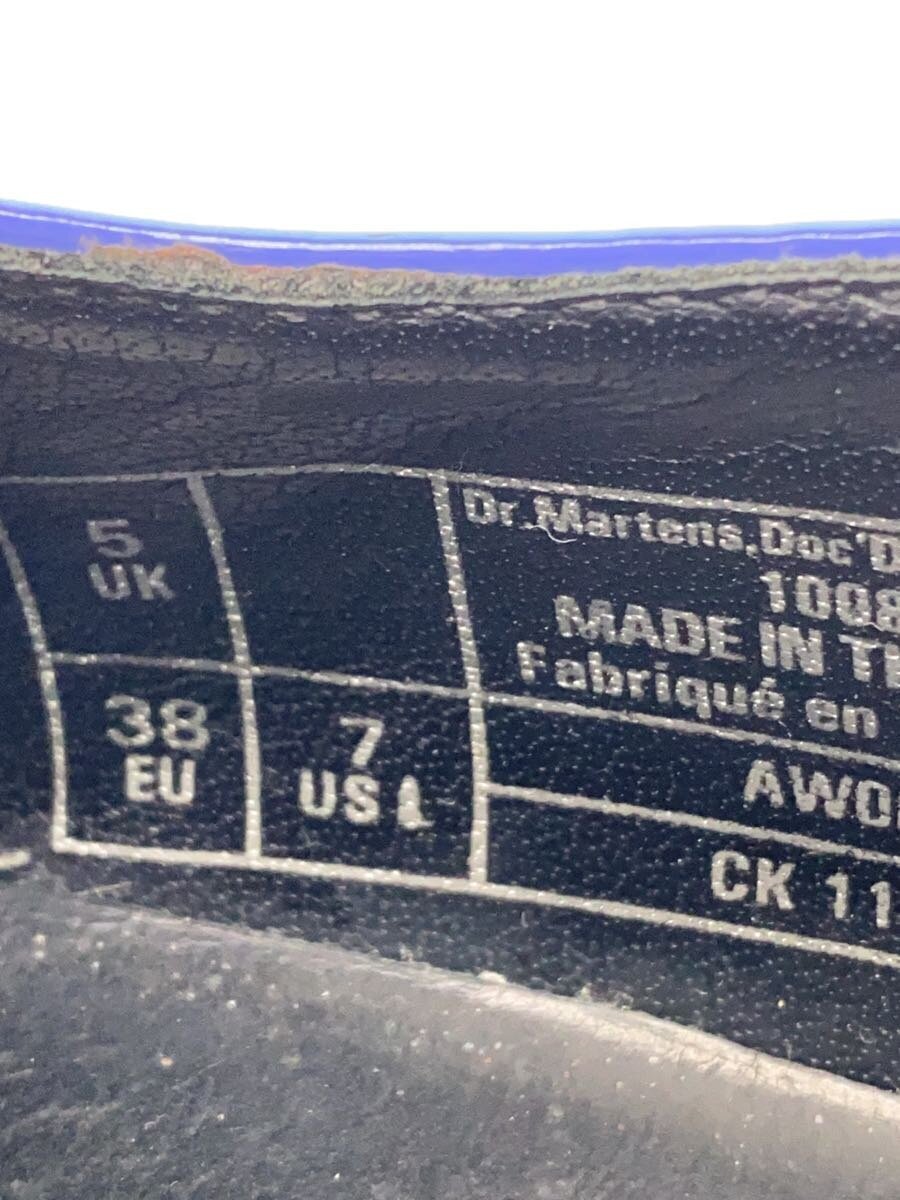 5
UK
38
EU
7
US L
Dr.Martens,Doc'D
1008
MADE IN T
Fabriqué en
AW0
CK 11